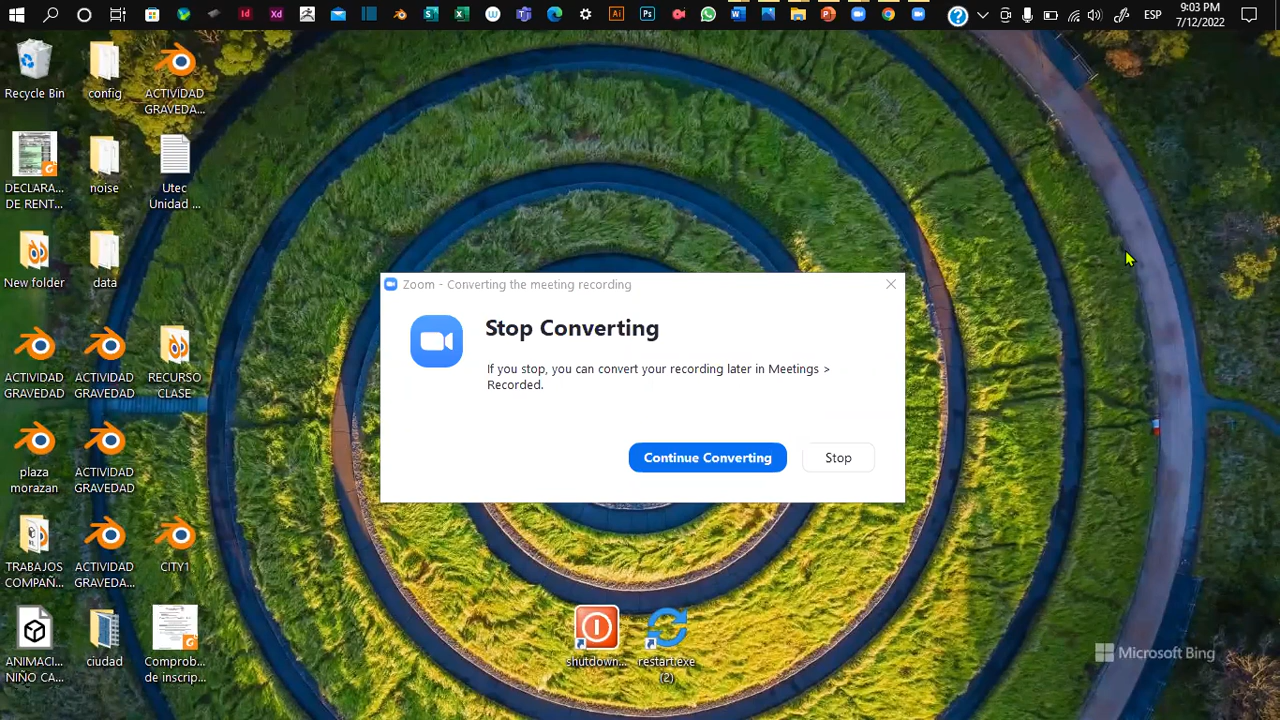 9:03 PM
ESP
7/12/2022
Recycle Bin
config
ACTIVIDAD
GRAVEDA...
DECLARA...
DE RENT...
noise
Utec
Unidad ...
New folder
data
ACTIVIDAD
GRAVEDAD
ACTIVIDAD
GRAVEDAD
RECURSO
CLASE
plaza
morazan
ACTIVIDAD
GRAVEDAD
TRABAJOS
COMPAÑ...
ACTIVIDAD
GRAVEDA...
CITY1
ANIMACI...
NIÑO CA...
ciudad
Comprob...
de inscrip...
Zoom - Converting the meeting recording
Stop Converting
If you stop, you can convert your recording later in Meetings >
Recorded.
Continue Converting
Stop
shutdown...
restart.exe
(2)
Microsoft Bing